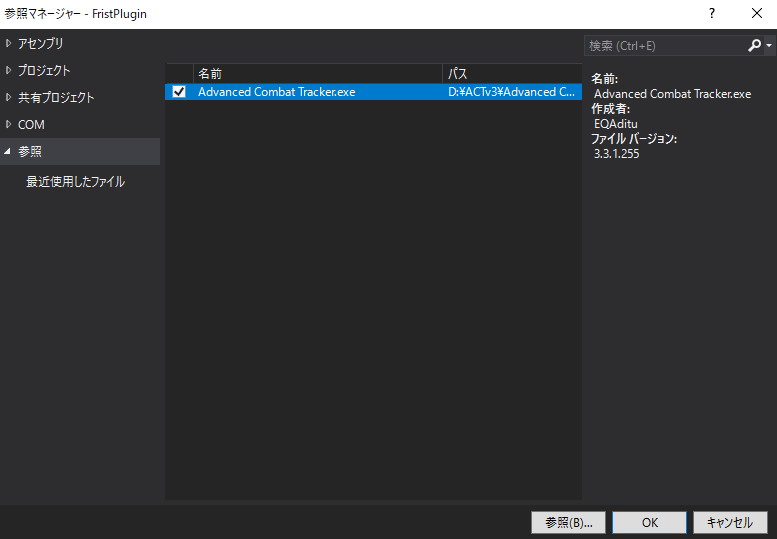 参照マネージャー - FristPlugin
?
アセンブリ
プロジェクト
共有プロジェクト
COM
参照
最近使用したファイル
名前 パス
Advanced Combat Tracker.exe D:¥ACTv3¥Advanced C...
検索 (Ctrl+E)
名前:
Advanced Combat Tracker.exe
作成者:
EQAditu
ファイル バージョン:
3.3.1.255
参照(B)... OK キャンセル